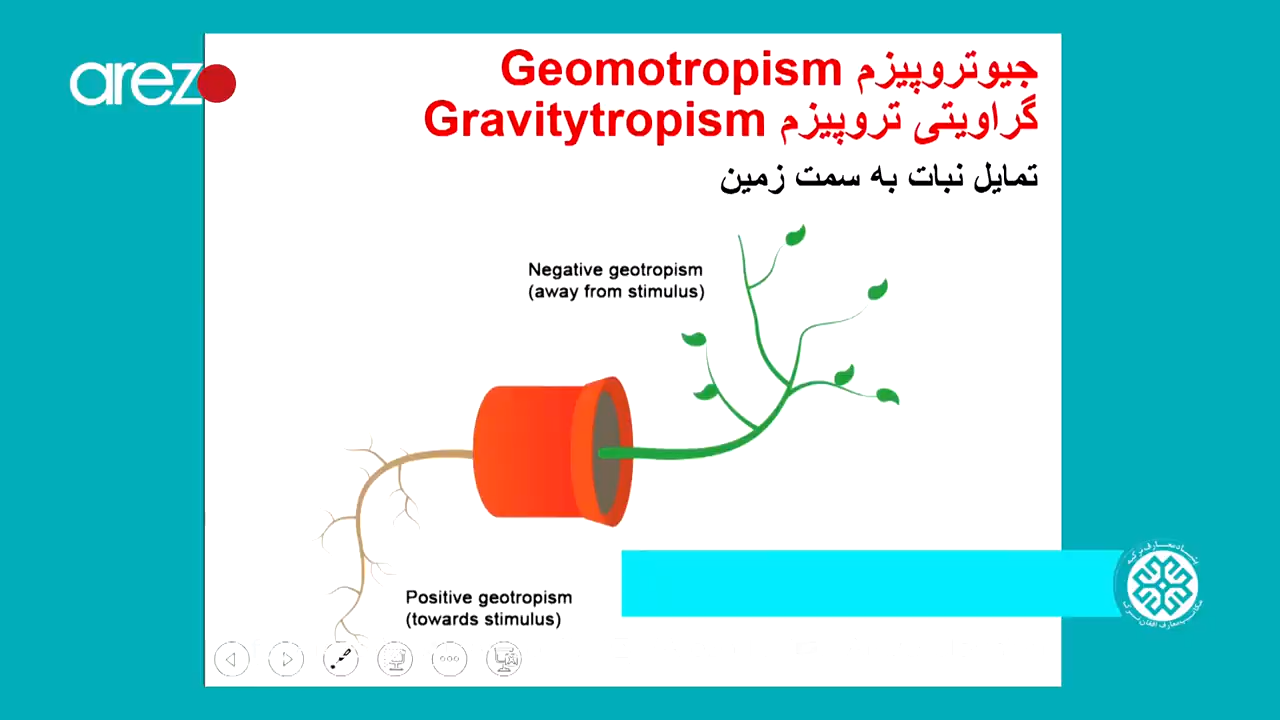 arezo
جیوتروپیزم Geomotropism
گراویتی تروپیزم Gravitytropism
تمایل نبات به سمت زمین
Negative geotropism
(away from stimulus)
Positive geotropism
(towards stimulus)